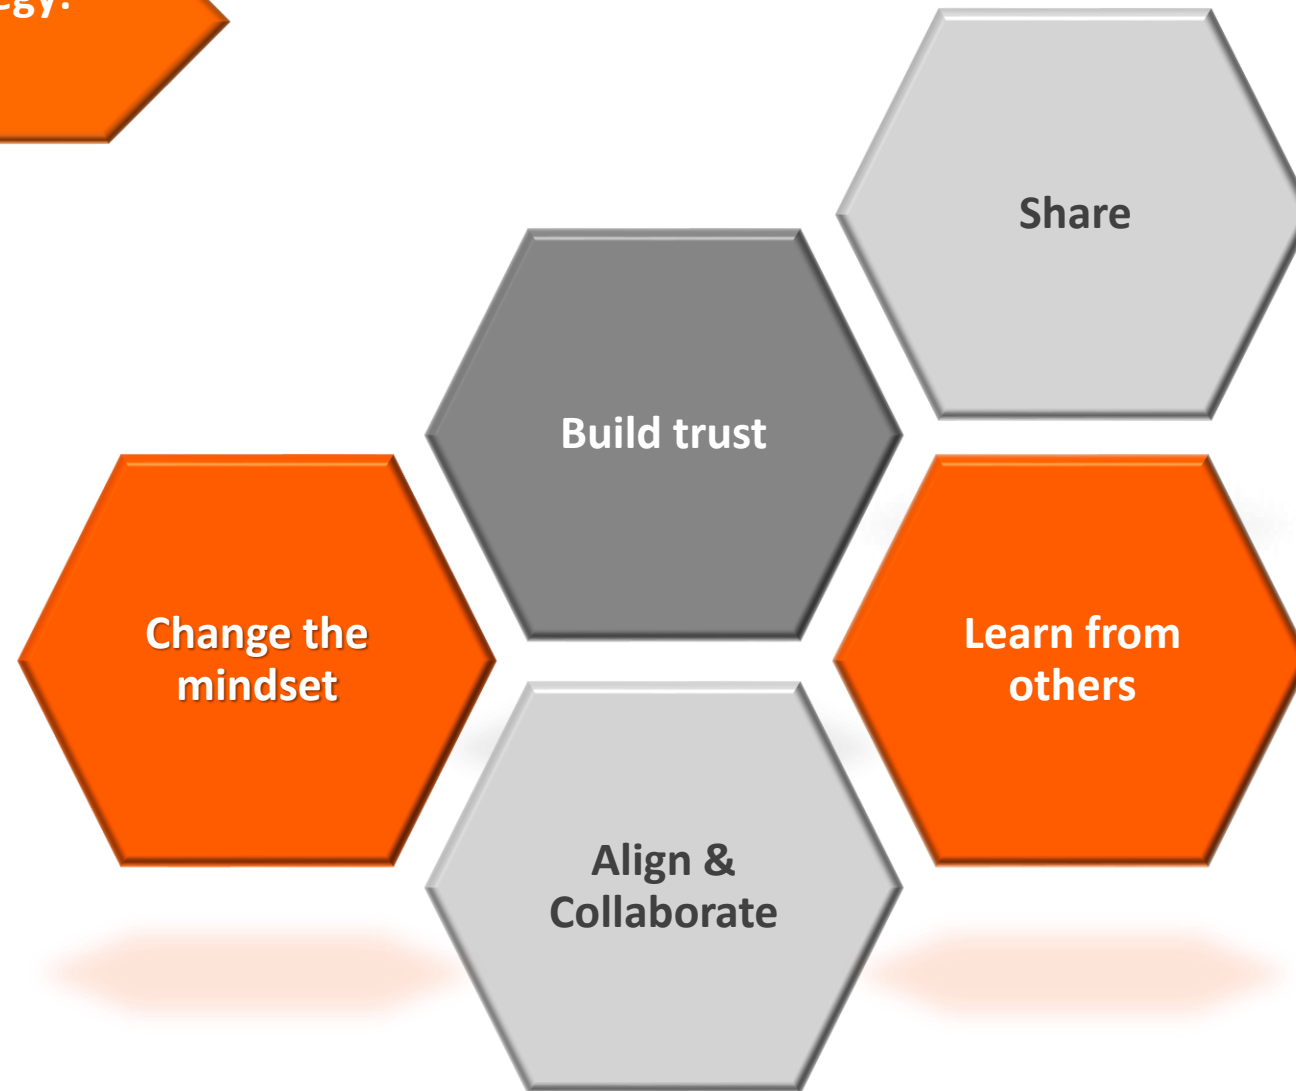 Share
Build trust
Change the
mindset
Learn from
others
Align &
Collaborate